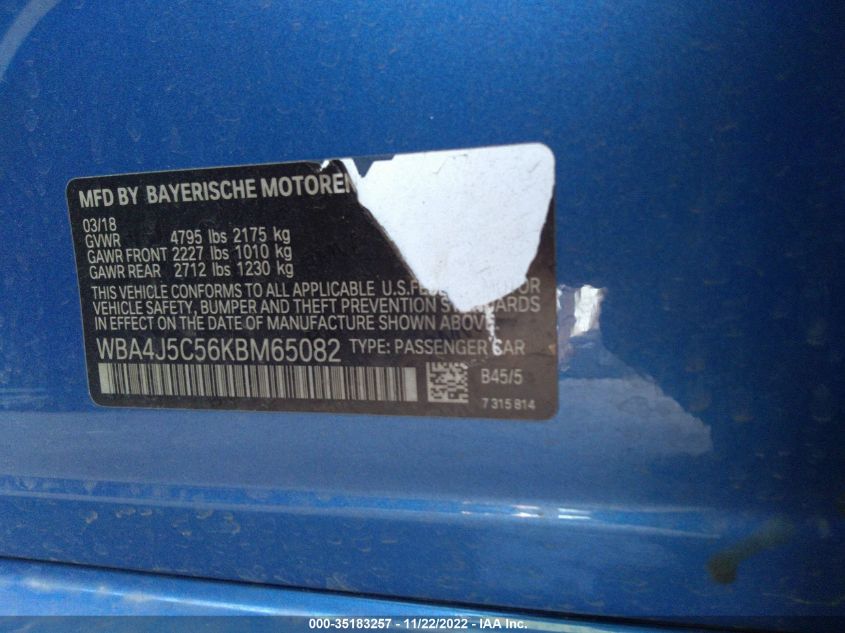 MFD BY BAYERISCHE MOTOREN
03/18
GVWR 4795 lbs 2175 kg
GAWR FRONT 2227 lbs 1010 kg
GAWR REAR 2712 lbs 1230 kg
THIS VEHICLE CONFORMS TO ALL APPLICABLE U.S.FEDE
VEHICLE SAFETY, BUMPER AND THEFT PREVENTION STANDARDS
IN EFFECT ON THE DATE OF MANUFACTURE SHOWN ABOVE
WBA4J5C56KBM65082 TYPE: PASSENGER CAR
B45/5
7 315 814
000-35183257 - 11/22/2022 - IAA Inc.